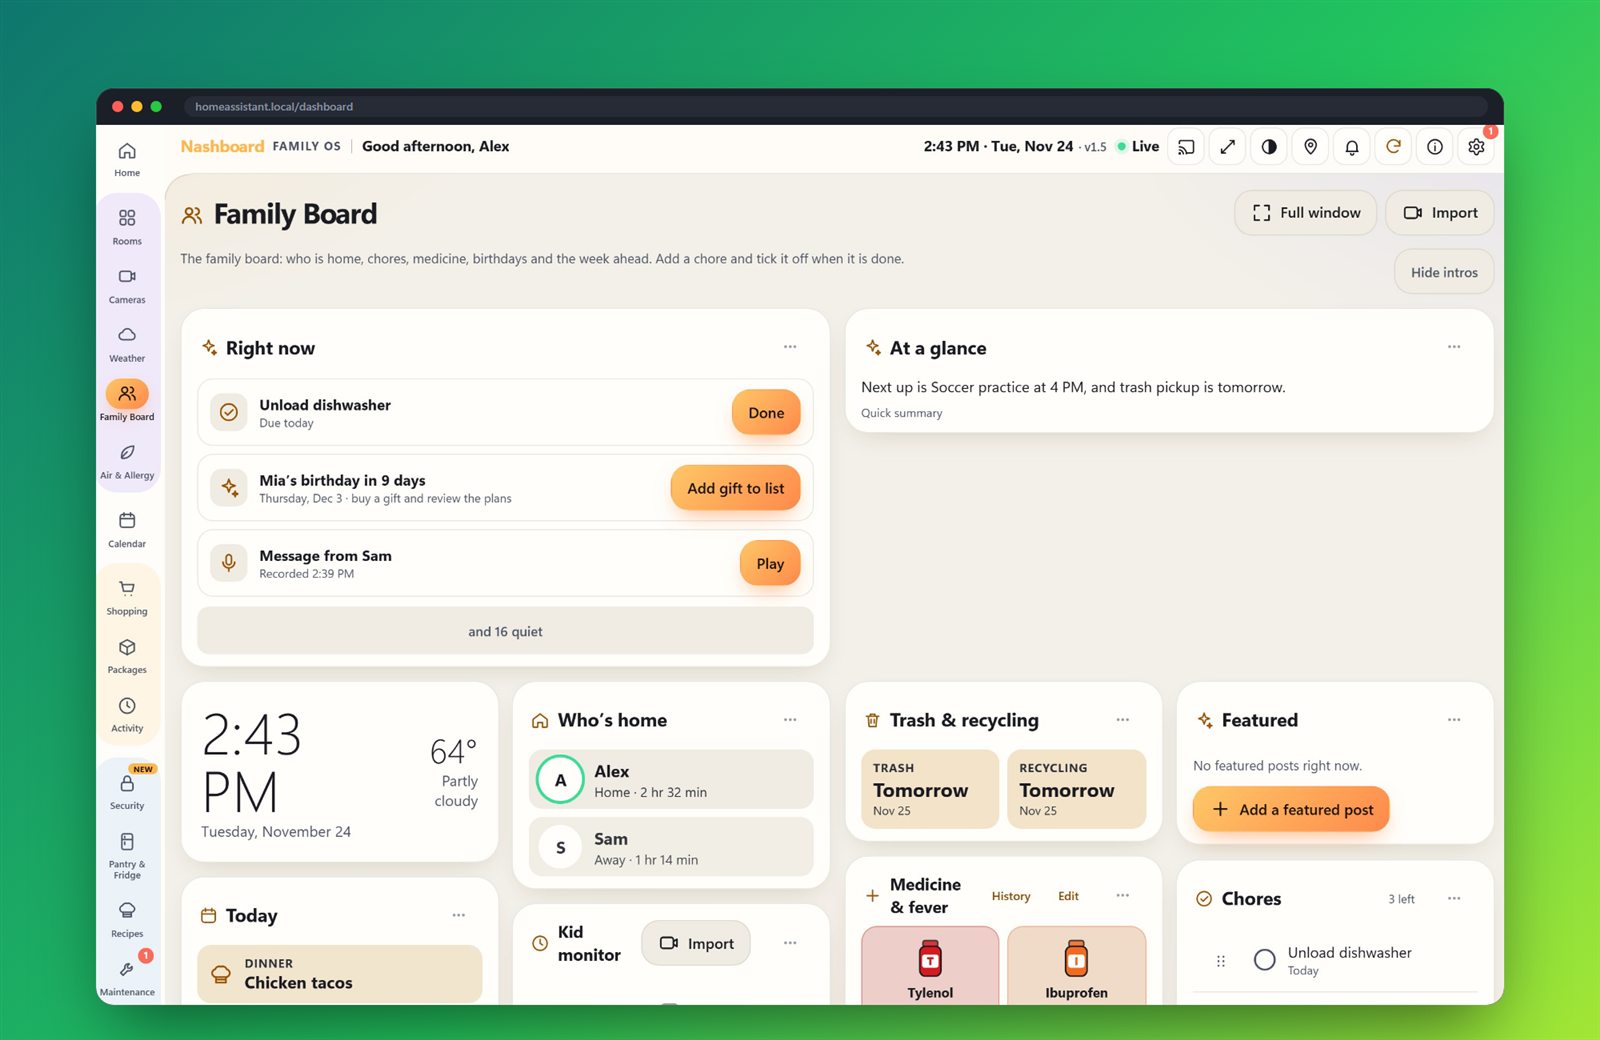 homeassistant.local/dashboard
Nashboard FAMILY OS Good afternoon, Alex
2:43 PM · Tue, Nov 24 · v1.5 Live
1
Home
Rooms
Cameras
Weather
Family Board
Air & Allergy
Calendar
Shopping
Packages
Activity
NEW
Security
Pantry &
Fridge
Recipes
1
Maintenance
Family Board
Full window
Import
The family board: who is home, chores, medicine, birthdays and the week ahead. Add a chore and tick it off when it is done.
Hide intros
Right now
Unload dishwasher
Due today
Done
Mia’s birthday in 9 days
Thursday, Dec 3 · buy a gift and review the plans
Add gift to list
Message from Sam
Recorded 2:39 PM
Play
and 16 quiet
At a glance
Next up is Soccer practice at 4 PM, and trash pickup is tomorrow.
Quick summary
2:43
PM
64°
Partly
cloudy
Tuesday, November 24
Who’s home
A
Alex
Home · 2 hr 32 min
S
Sam
Away · 1 hr 14 min
Trash & recycling
TRASH
Tomorrow
Nov 25
RECYCLING
Tomorrow
Nov 25
Featured
No featured posts right now.
Add a featured post
Today
DINNER
Chicken tacos
Kid
monitor
Import
Medicine
& fever
History
Edit
T
Tylenol
I
Ibuprofen
Chores
3 left
Unload dishwasher
Today